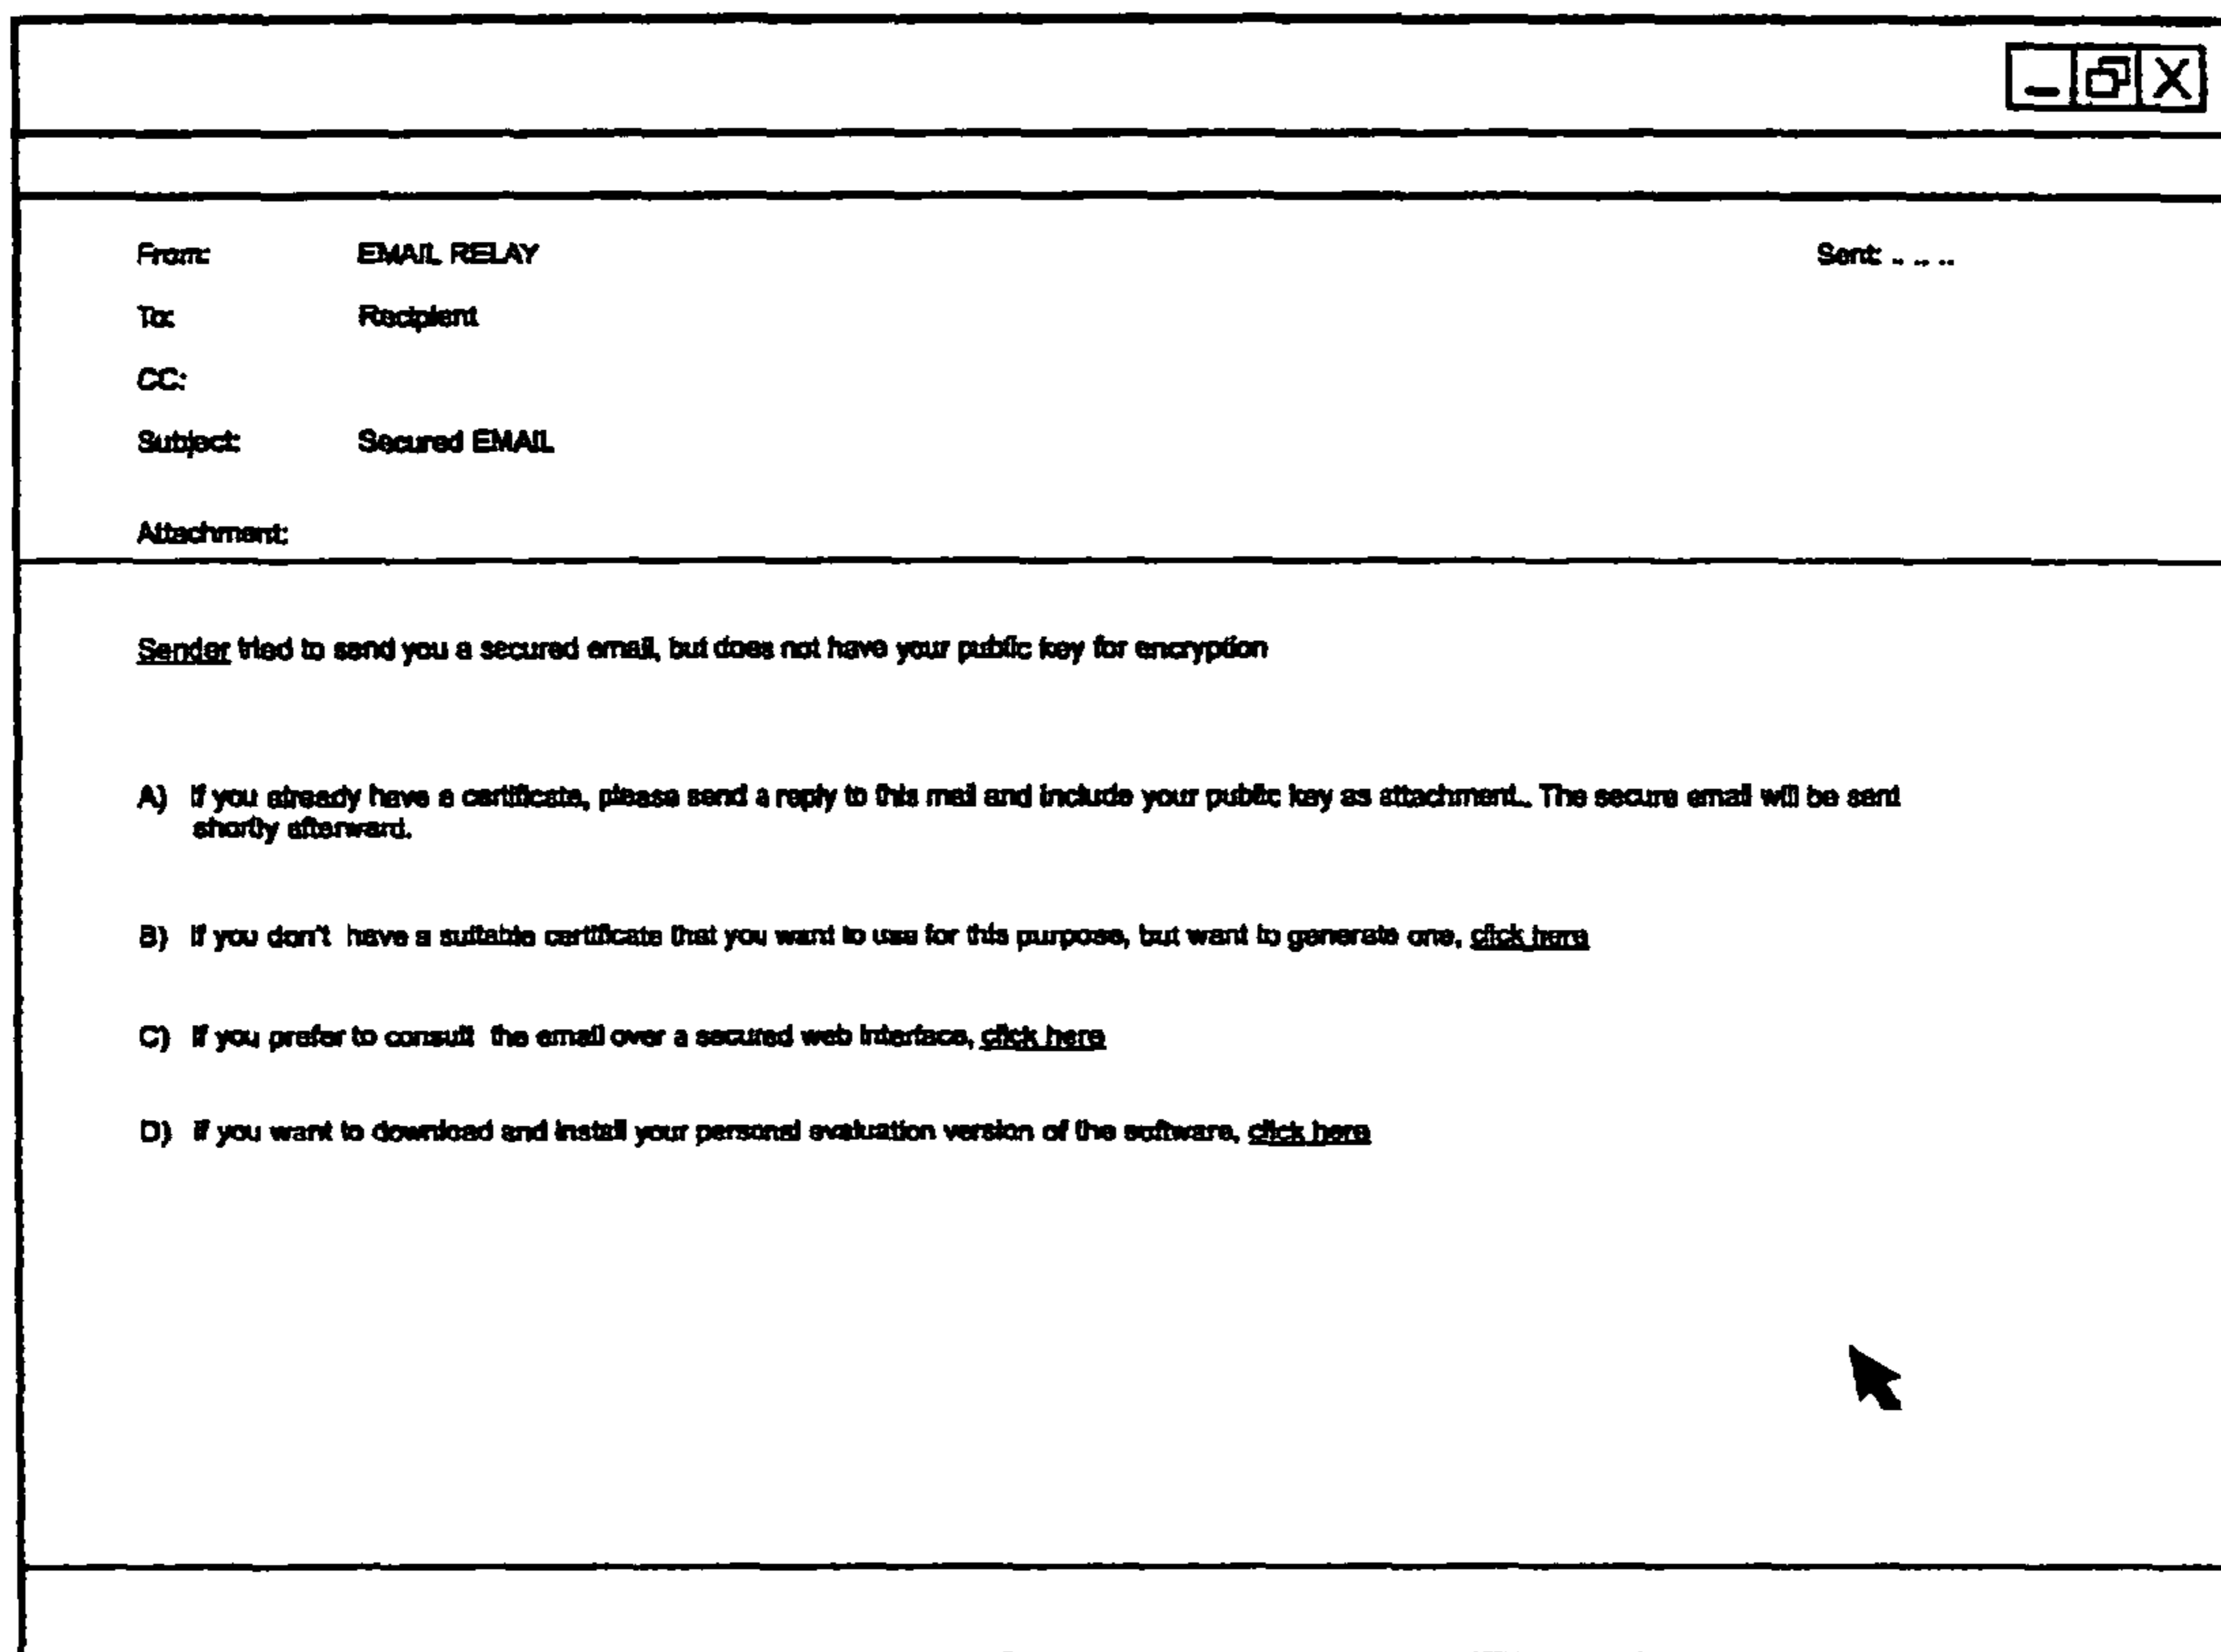 From: EMAIL RELAY Sent: .. .. ..
To: Recipient
CC:
Subject: Secured EMAIL
Attachment:
Sender tried to send you a secured email, but does not have your public key for encryption
A) If you already have a certificate, please send a reply to this mail and include your public key as attachment.. The secure email will be sent
shortly afterward.
B) If you don't have a suitable certificate that you want to use for this purpose, but want to generate one, click here
C) If you prefer to consult the email over a secured web interface, click here
D) If you want to download and install your personal evaluation version of the software, click here